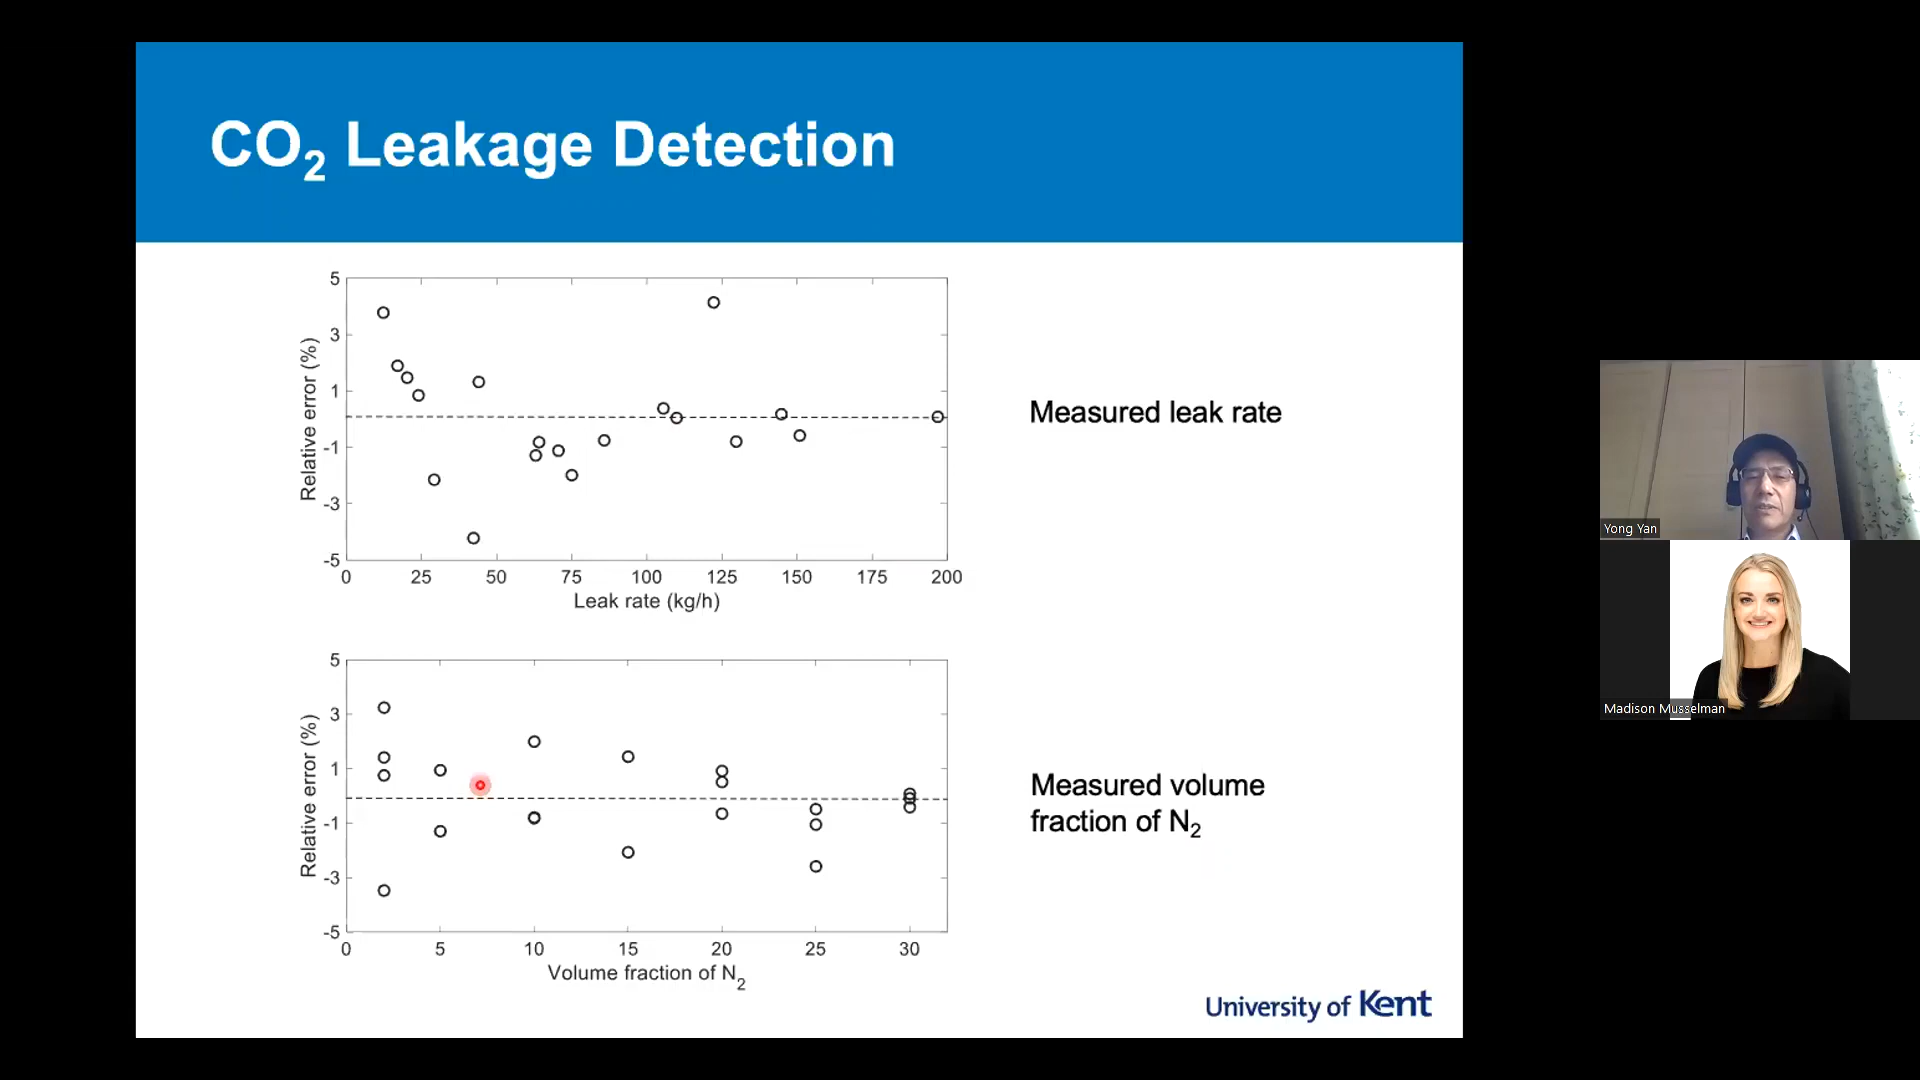 CO2 Leakage Detection
5
3
1
-1
-3
-5
Relative error (%)
0 25 50 75 100 125 150 175 200
Leak rate (kg/h)
Measured leak rate
5
3
1
-1
-3
-5
Relative error (%)
0 5 10 15 20 25 30
Volume fraction of N2
Measured volume
fraction of N2
University of Kent
Yong Yan
Madison Musselman